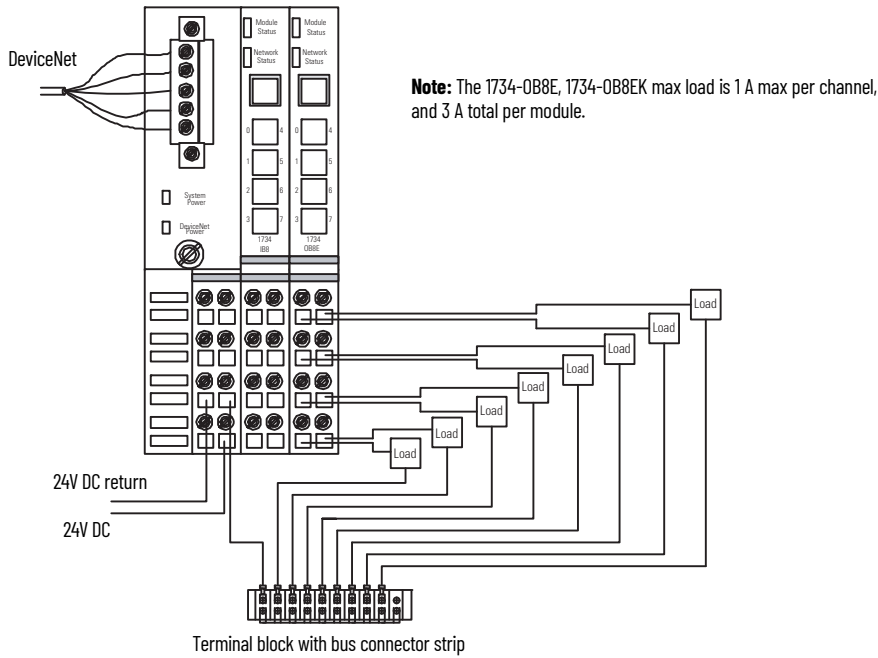 DeviceNet
Module
Status
Module
Status
Network
Status
Network
Status
Note: The 1734-OB8E, 1734-OB8EK max load is 1 A max per channel,
and 3 A total per module.
0 4 0 4
1 5 1 5
2 6 2 6
3 7 3 7
System
Power
DeviceNet
Power
1734
IB8
1734
OB8E
Load
Load
Load
Load
Load
Load
Load
Load
24V DC return
24V DC
Terminal block with bus connector strip